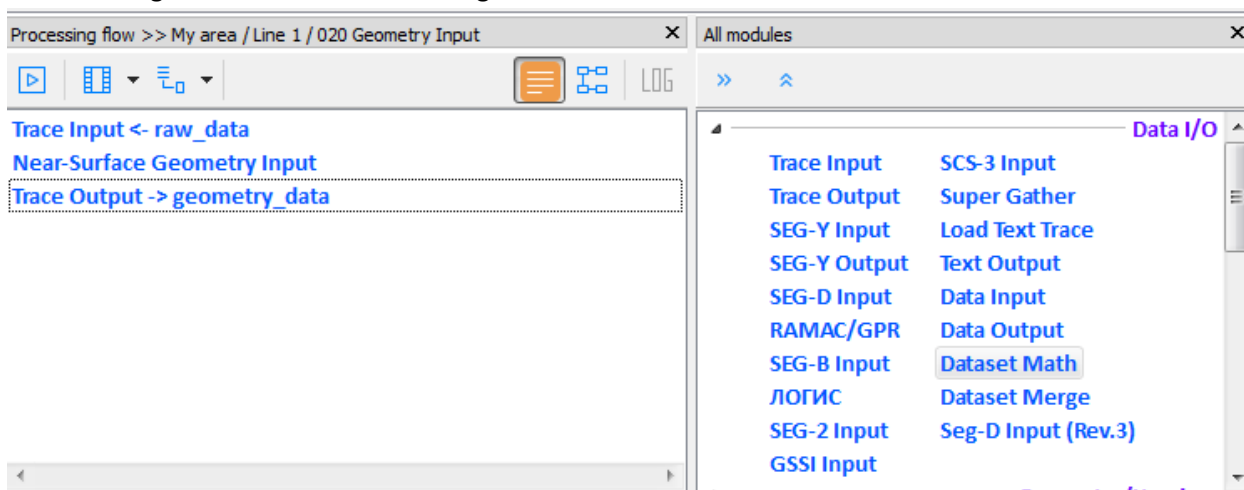 Processing flow >> My area / Line 1 / 020 Geometry Input
LOG
Trace Input <- raw_data
Near-Surface Geometry Input
Trace Output -> geometry_data
All modules
Data I/O
Trace Input SCS-3 Input
Trace Output Super Gather
SEG-Y Input Load Text Trace
SEG-Y Output Text Output
SEG-D Input Data Input
RAMAC/GPR Data Output
SEG-B Input Dataset Math
ЛОГИС Dataset Merge
SEG-2 Input Seg-D Input (Rev.3)
GSSI Input